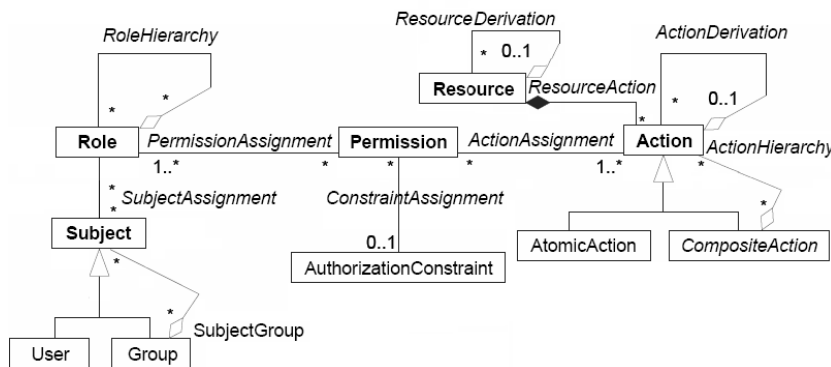 ResourceDerivation
RoleHierarchy
ActionDerivation
* 0..1
* *
Resource ResourceAction
* 0..1
*
Role PermissionAssignment Permission ActionAssignment Action ActionHierarchy
1..* * * * 1..* * 
* SubjectAssignment ConstraintAssignment
* *
Subject 0..1 AtomicAction CompositeAction
* AuthorizationConstraint
* SubjectGroup
User Group